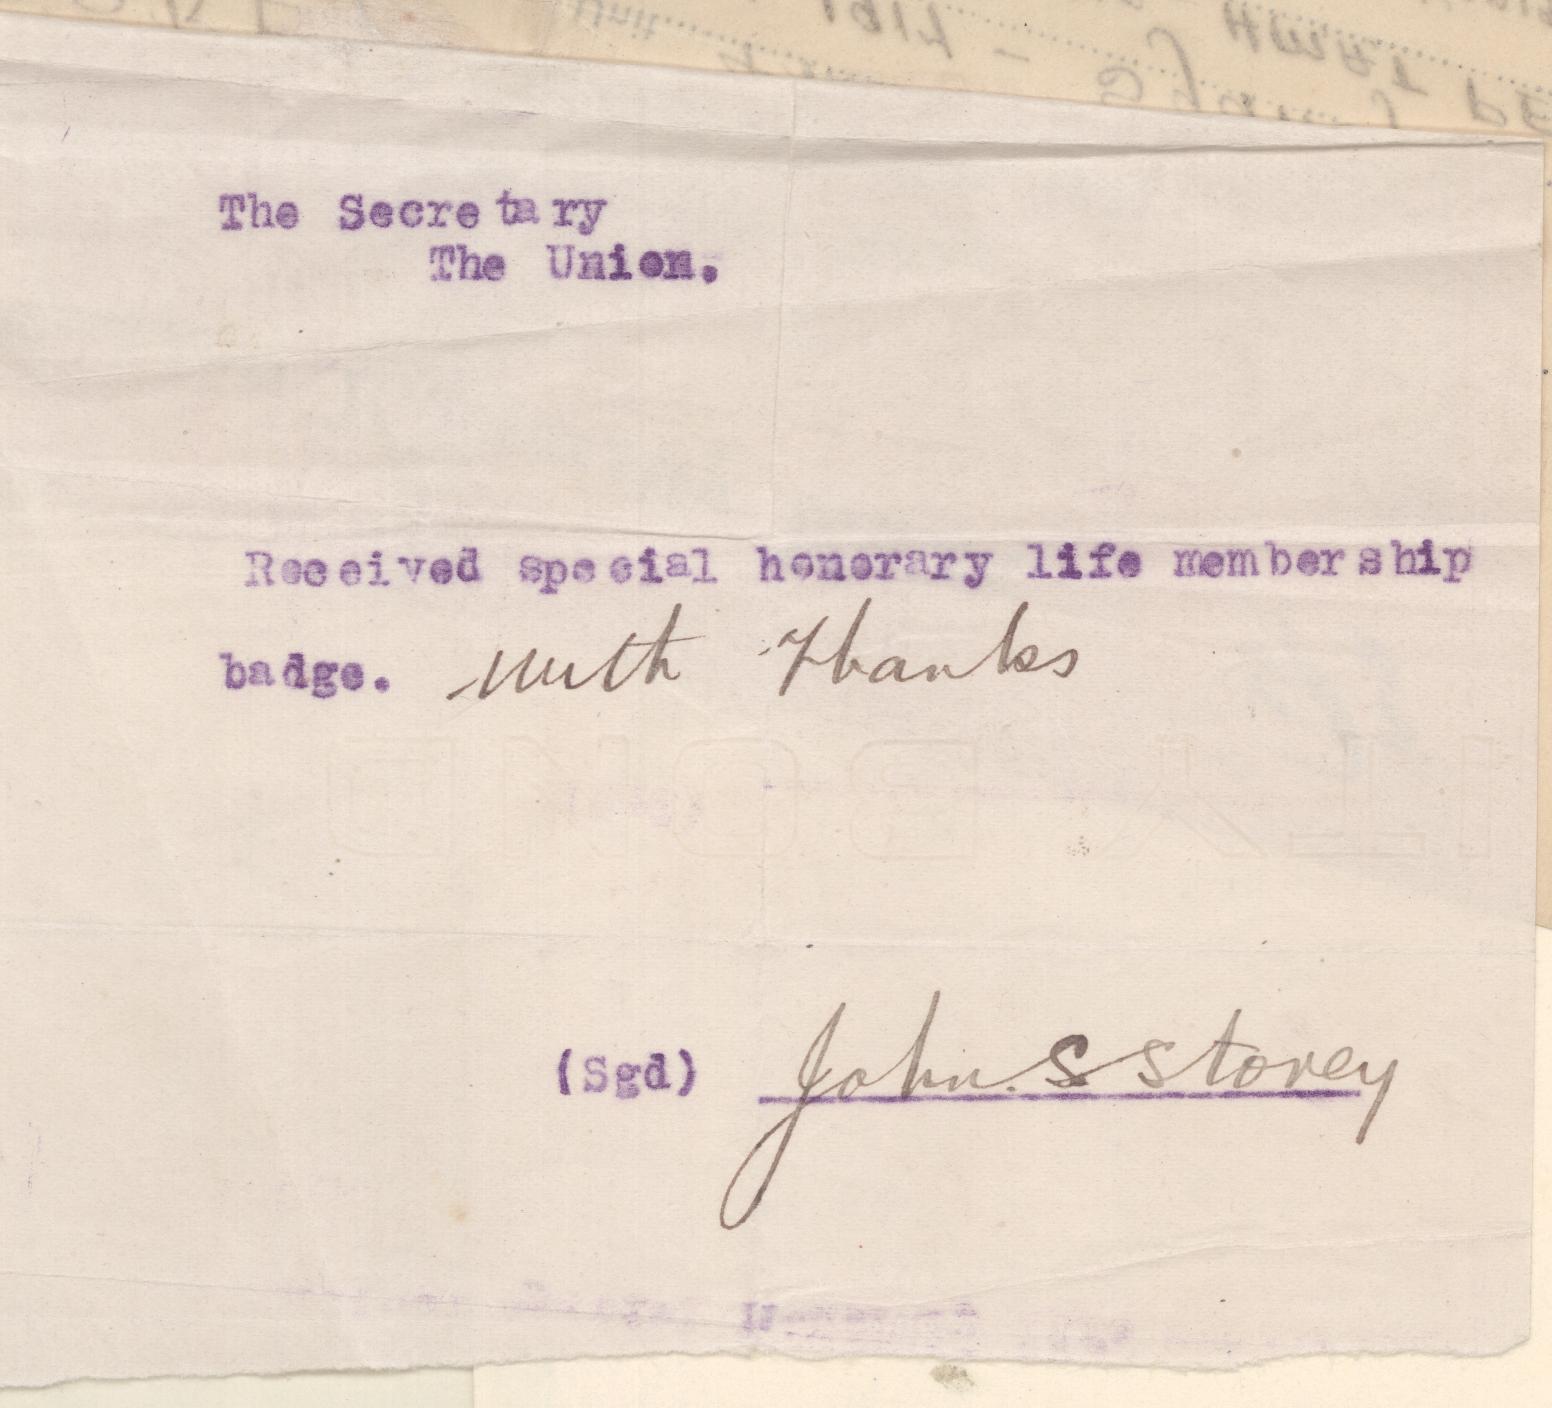 The Secretary
The Union.
Received special honorary life membership
badge. with Thanks
(Sgd) John. S Storey